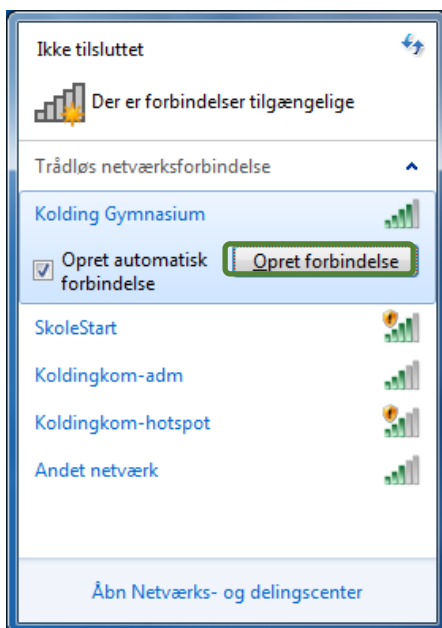 Ikke tilsluttet
Der er forbindelser tilgængelige
Trådløs netværksforbindelse
Kolding Gymnasium
Opret automatisk
forbindelse
Opret forbindelse
SkoleStart
Koldingkom-adm
Koldingkom-hotspot
Andet netværk
Åbn Netværks- og delingscenter